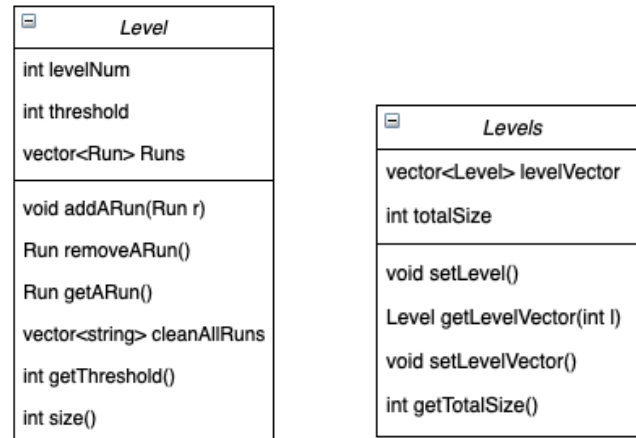 Level
int levelNum
int threshold
vector<Run> Runs
void addARun(Run r)
Run removeARun()
Run getARun()
vector<string> cleanAllRuns
int getThreshold()
int size()
Levels
vector<Level> levelVector
int totalSize
void setLevel()
Level getLevelVector(int l)
void setLevelVector()
int getTotalSize()